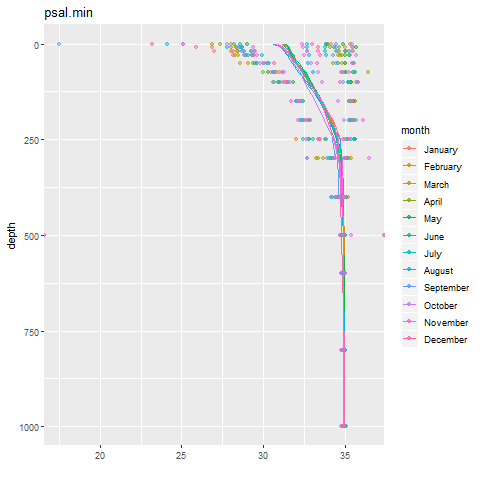 psal.min
0
250
500
750
1000
depth
20
25
30
35
month
January
February
March
April
May
June
July
August
September
October
November
December